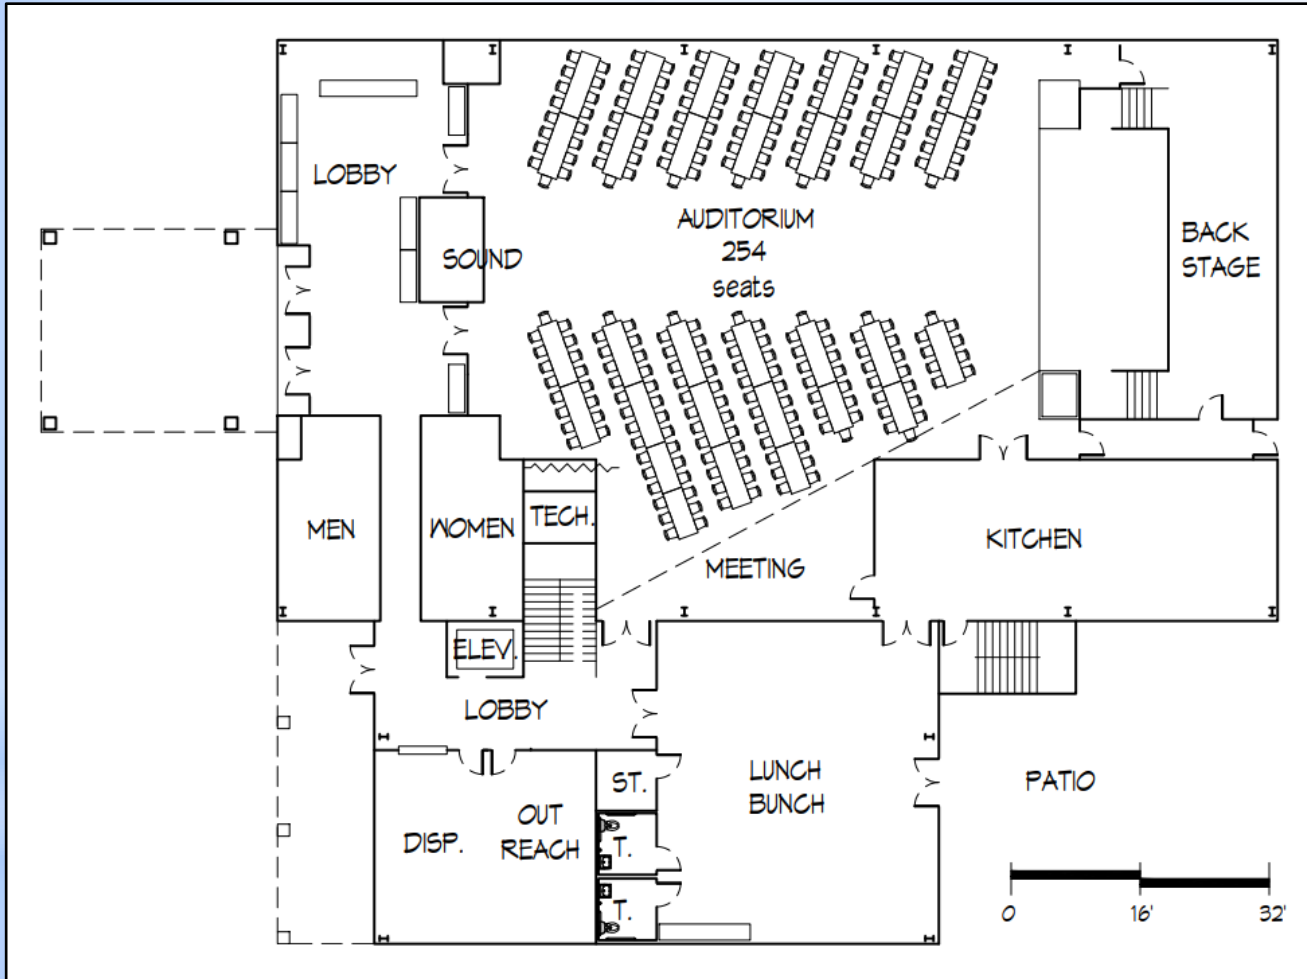 LOBBY
AUDITORIUM
254
seats
SOUND
BACK
STAGE
MEN
WOMEN
TECH.
KITCHEN
MEETING
ELEV.
LOBBY
ST.
LUNCH
BUNCH
PATIO
DISP.
OUT
REACH
T.
T.
0 16' 32'